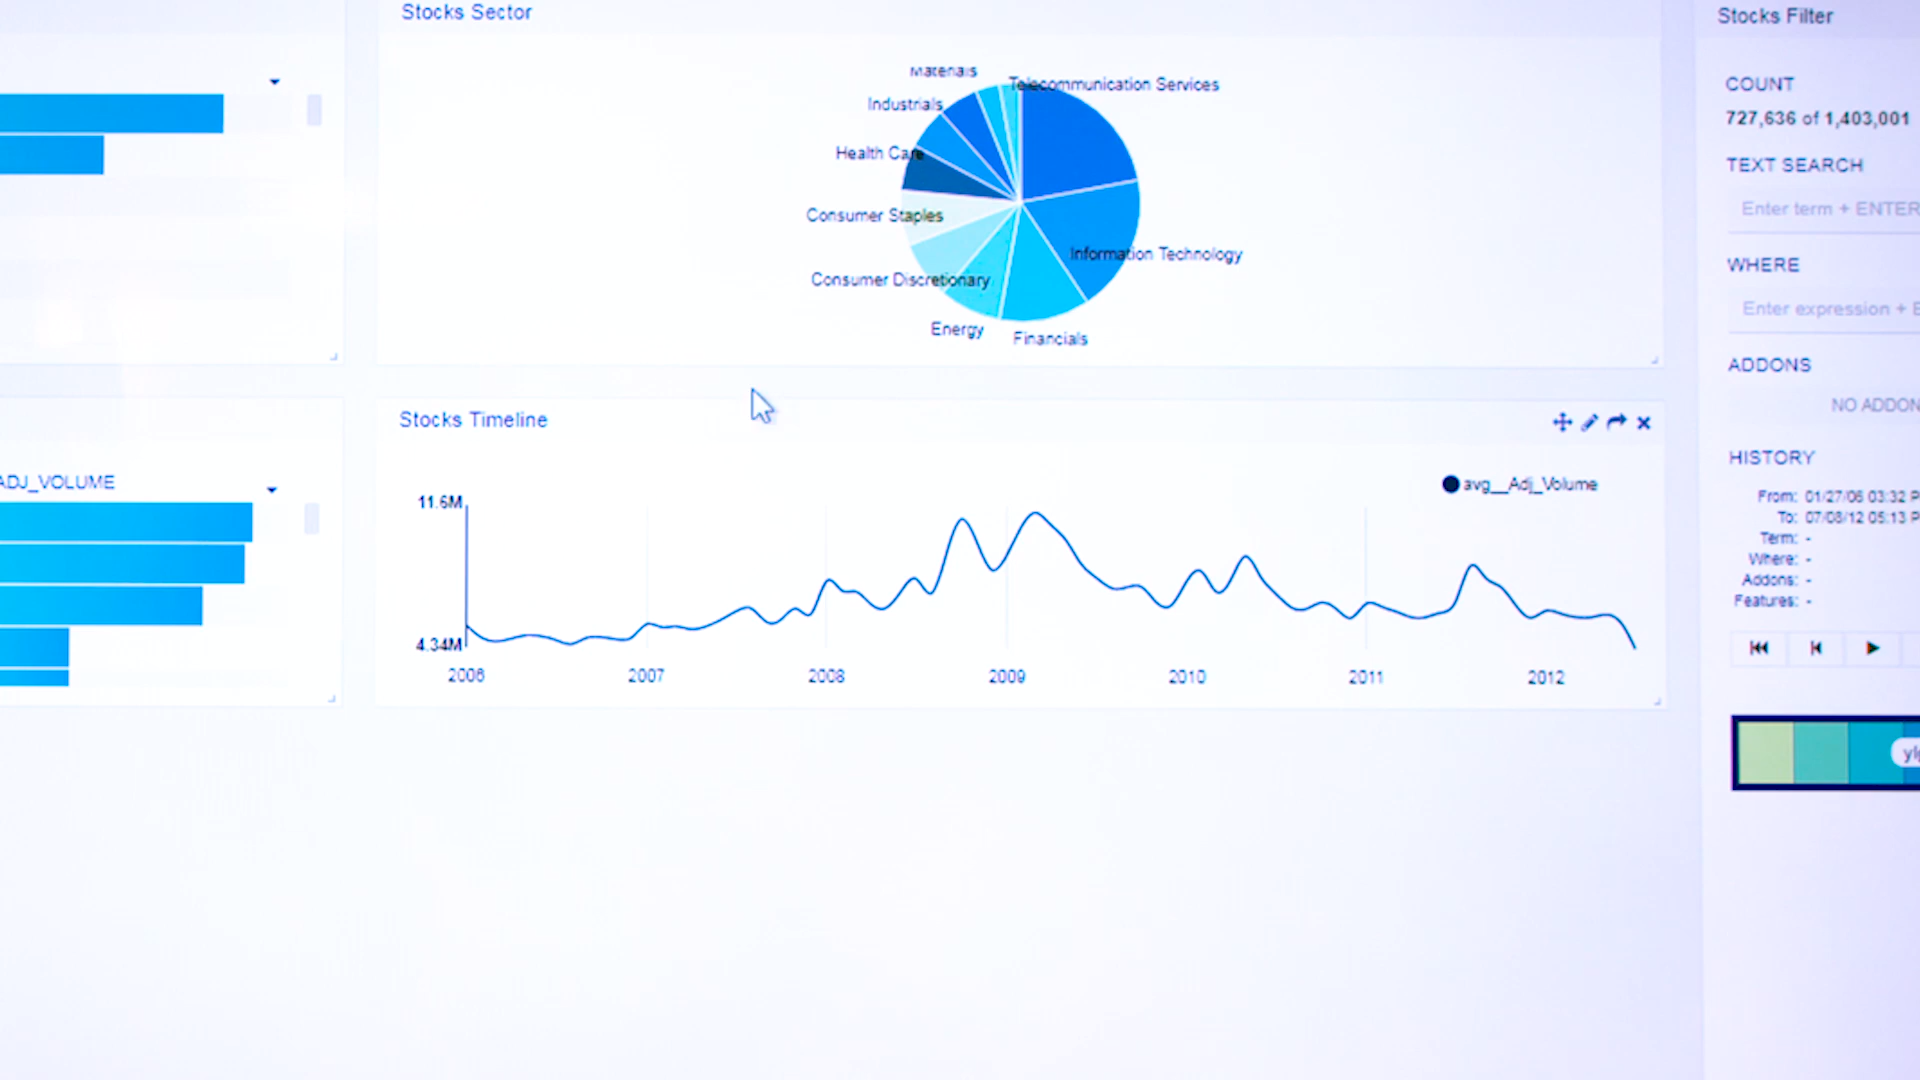 Stocks Sector
Materials
Telecommunication Services
Industrials
Health Care
Consumer Staples
Information Technology
Consumer Discretionary
Energy
Financials
ADJ_VOLUME
Stocks Timeline
avg__Adj_Volume
11.6M
4.34M
2006
2007
2008
2009
2010
2011
2012
Stocks Filter
COUNT
727,636 of 1,403,001
TEXT SEARCH
Enter term + ENTER
WHERE
Enter expression + E
ADDONS
NO ADDON
HISTORY
From: 01/27/06 03:32 P
To: 07/08/12 05:13 P
Term: -
Where: -
Addons: -
Features: -